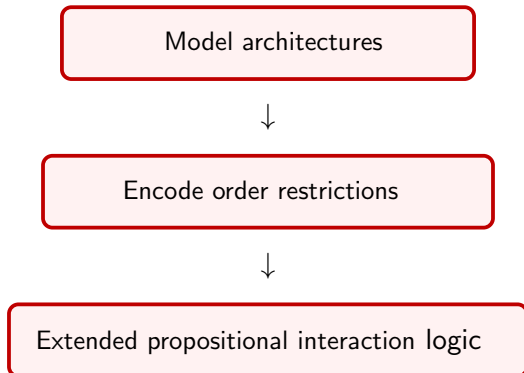 Model architectures
↓
Encode order restrictions
↓
Extended propositional interaction logic